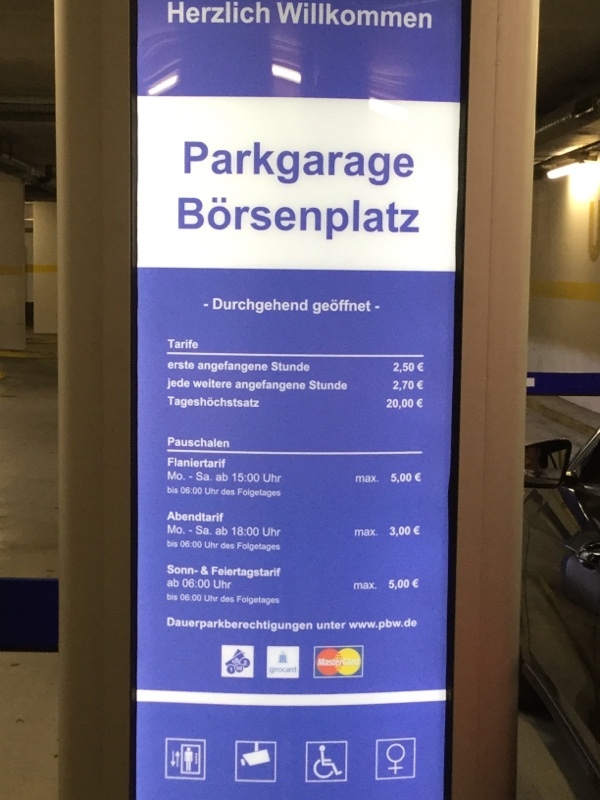 Herzlich Willkommen
Parkgarage
Börsenplatz
- Durchgehend geöffnet -
Tarife
erste angefangene Stunde 2,50 €
jede weitere angefangene Stunde 2,70 €
Tageshöchstsatz 20,00 €
Pauschalen
Flaniertarif
Mo. - Sa. ab 15:00 Uhr max. 5,00 €
bis 06:00 Uhr des Folgetages
Abendtarif
Mo. - Sa. ab 18:00 Uhr max. 3,00 €
bis 06:00 Uhr des Folgetages
Sonn- & Feiertagstarif
ab 06:00 Uhr max. 5,00 €
bis 06:00 Uhr des Folgetages
Dauerparkberechtigungen unter www.pbw.de
girocard MasterCard